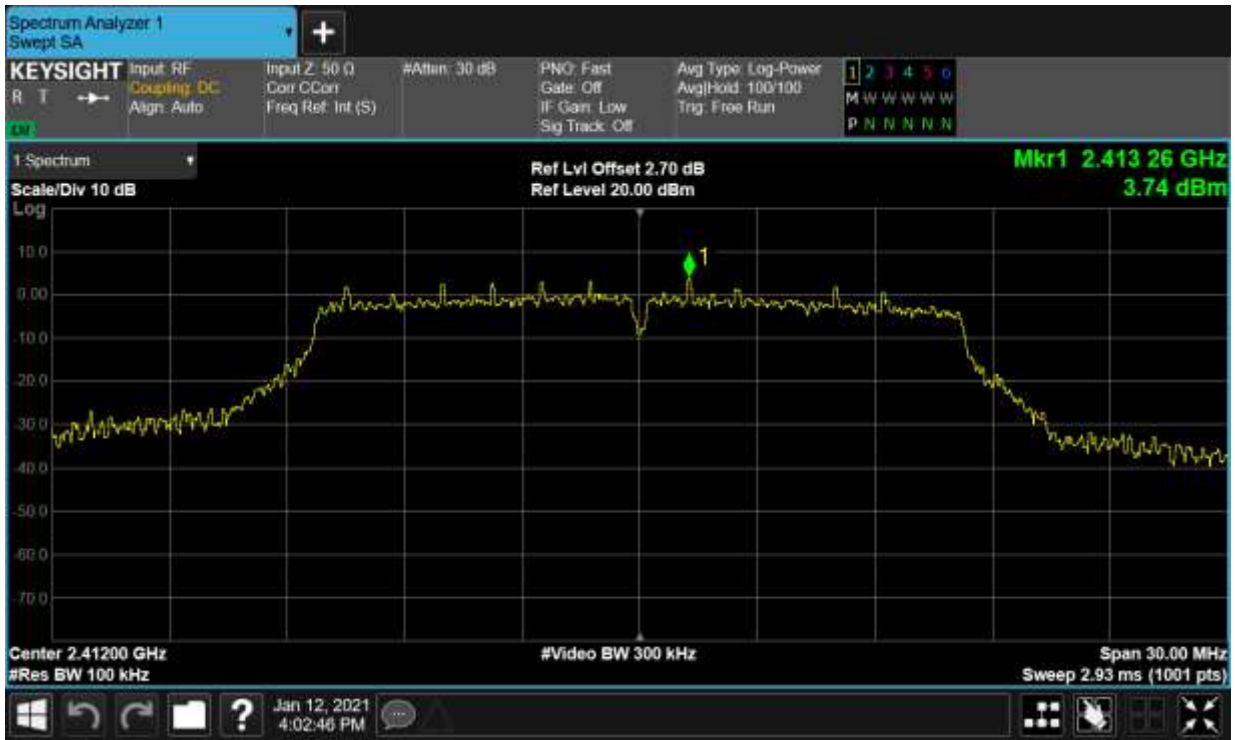 Spectrum Analyzer 1
Swept SA
+
KEYSIGHT
R T
Input: RF
Coupling: DC
Align: Auto
Input Z: 50 Ω
Corr CCorr
Freq Ref: Int (S)
#Atten: 30 dB
PNO: Fast
Gate: Off
IF Gain: Low
Sig Track: Off
Avg Type: Log-Power
Avg|Hold: 100/100
Trig: Free Run
1 2 3 4 5 6
M W W W W W
P N N N N N
1 Spectrum
Scale/Div 10 dB
Log
Ref Lvl Offset 2.70 dB
Ref Level 20.00 dBm
Mkr1 2.413 26 GHz
3.74 dBm
1
10.0
0.00
-10.0
-20.0
-30.0
-40.0
-50.0
-60.0
-70.0
Center 2.41200 GHz
#Res BW 100 kHz
#Video BW 300 kHz
Span 30.00 MHz
Sweep 2.93 ms (1001 pts)
?
Jan 12, 2021
4:02:46 PM